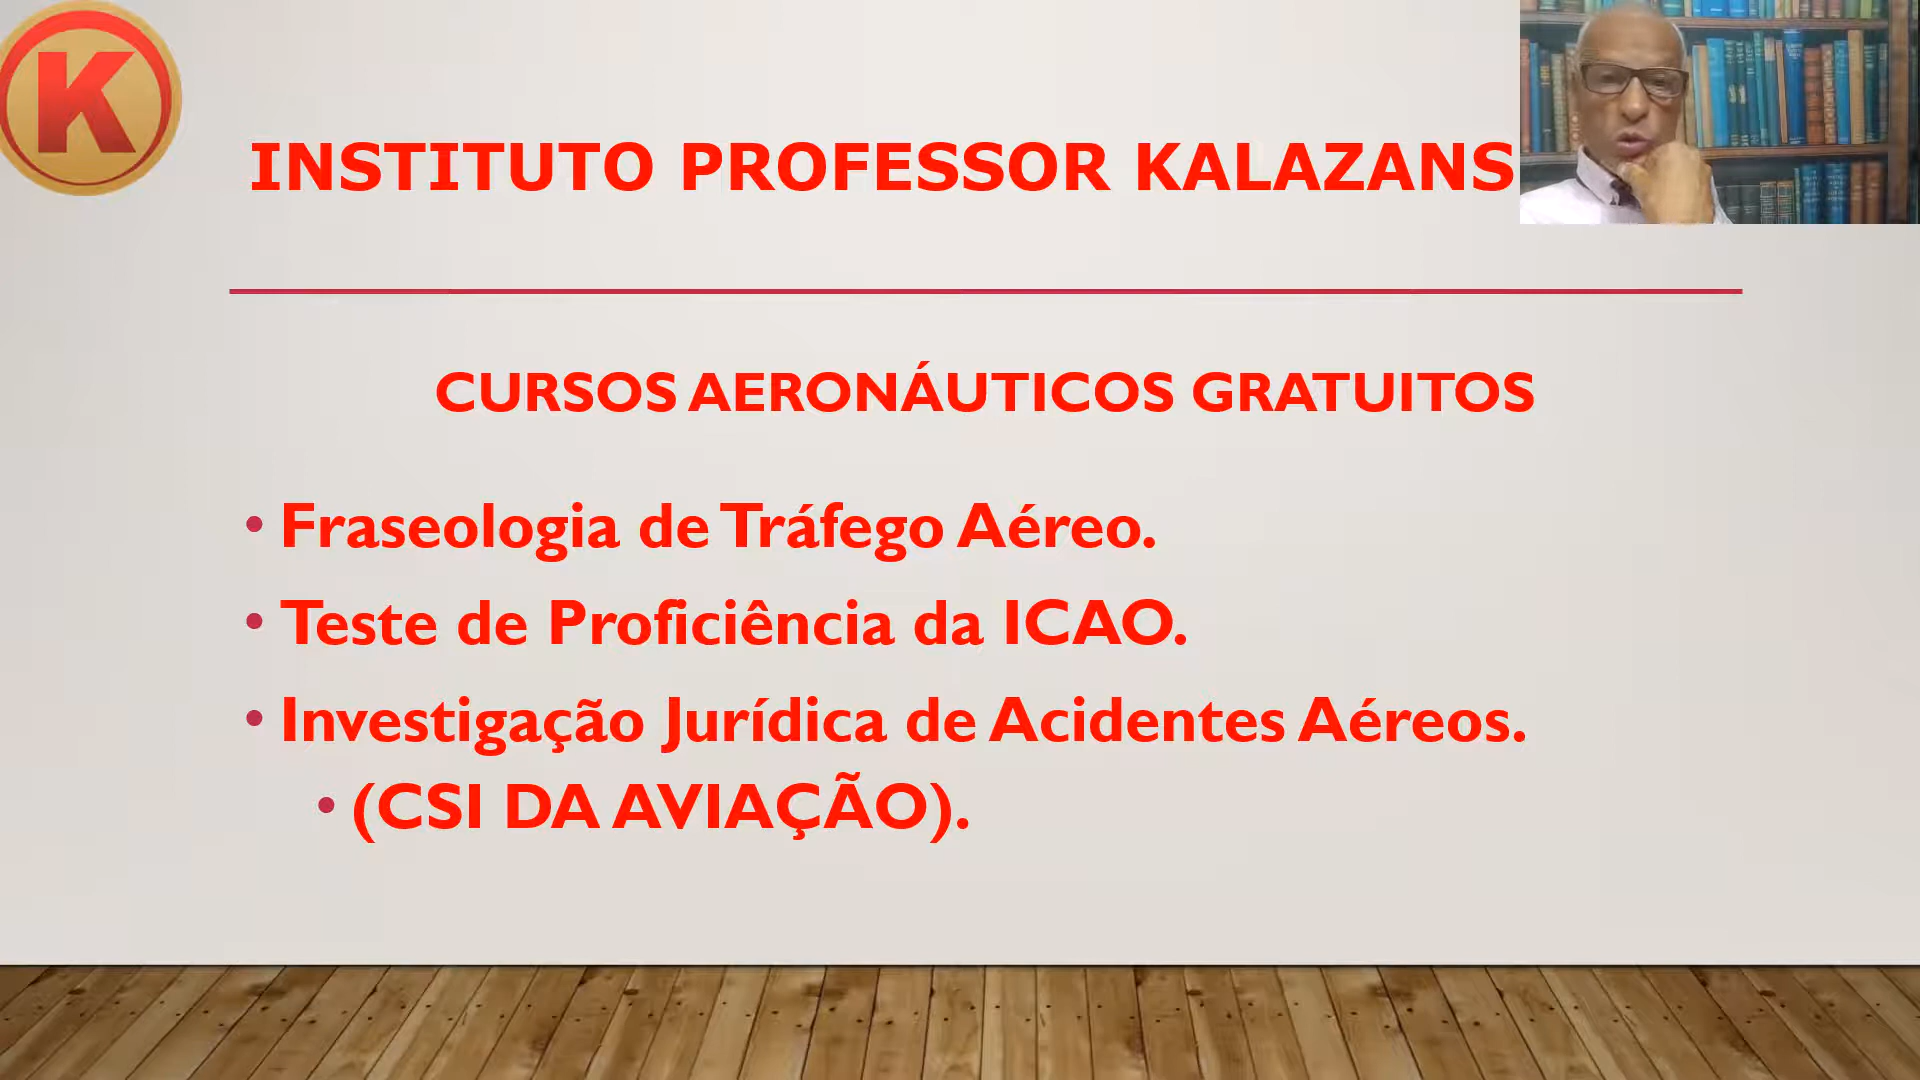 K
INSTITUTO PROFESSOR KALAZANS
CURSOS AERONÁUTICOS GRATUITOS
• Fraseologia de Tráfego Aéreo.
• Teste de Proficiência da ICAO.
• Investigação Jurídica de Acidentes Aéreos.
• (CSI DA AVIAÇÃO).